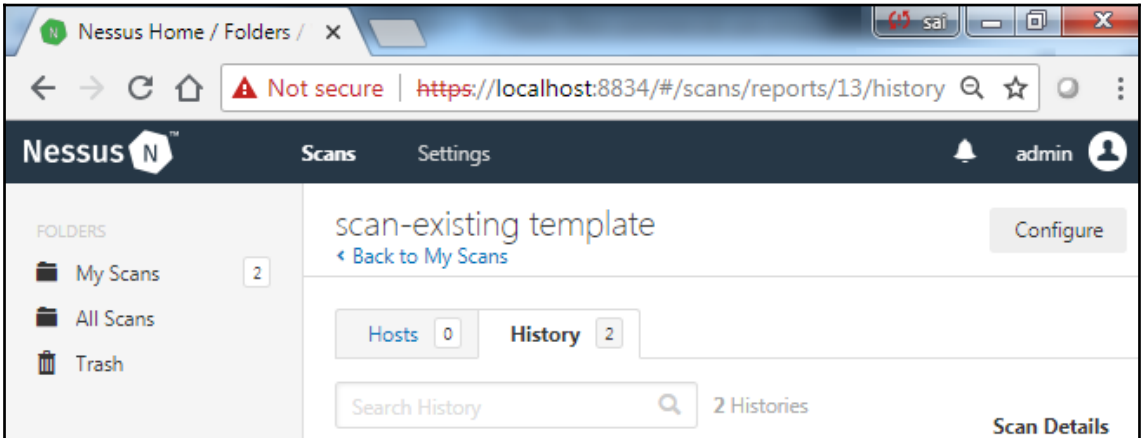 Nessus Home / Folders /
sai
Not secure | https://localhost:8834/#/scans/reports/13/history
Nessus N ™ Scans Settings admin
FOLDERS
My Scans 2
All Scans
Trash
scan-existing template
Configure
Back to My Scans
Hosts 0 History 2
Search History
2 Histories
Scan Details